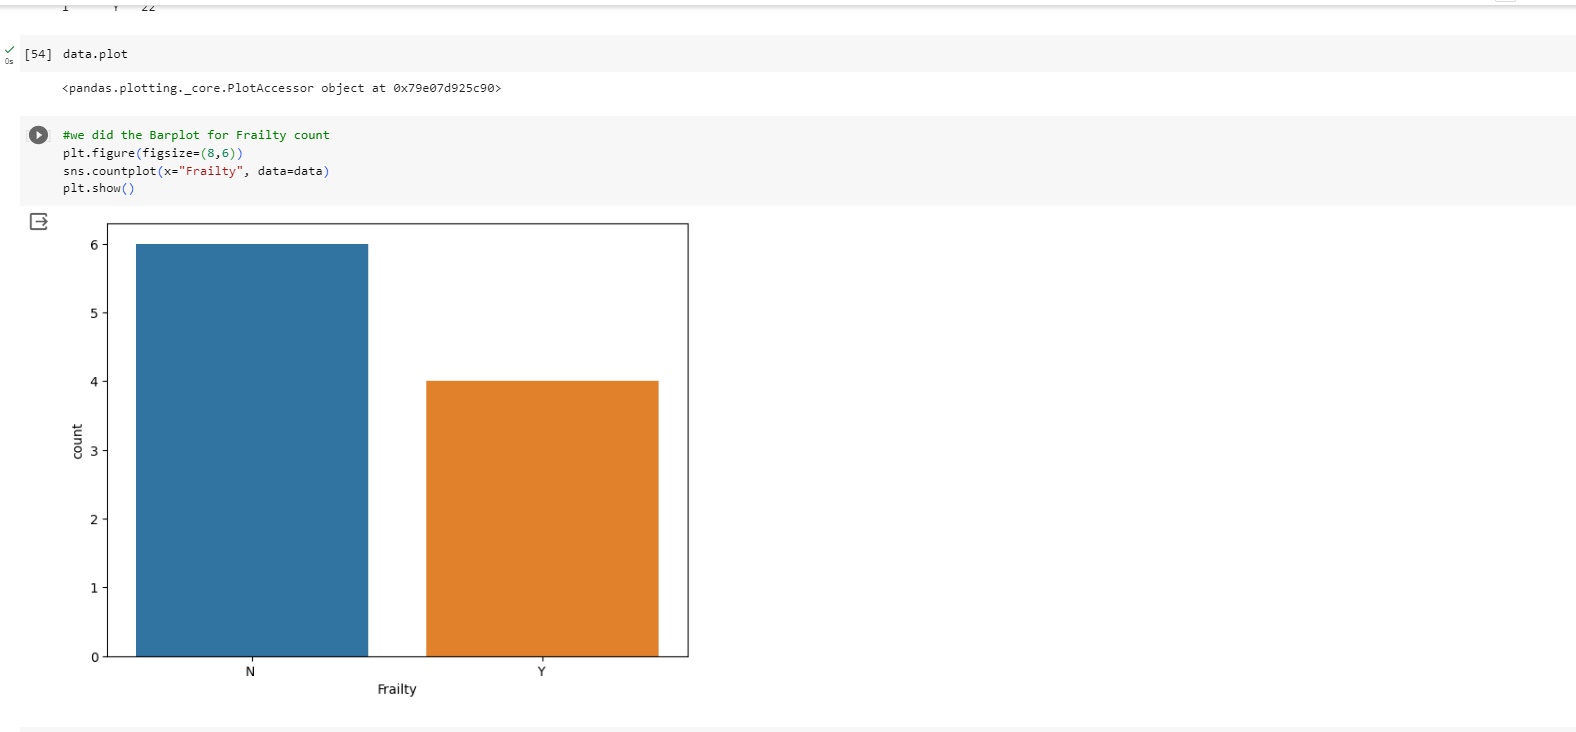 22
[54] data.plot
0s
<pandas.plotting._core.PlotAccessor object at 0x79e07d925c90>
#we did the Barplot for Frailty count
plt.figure(figsize=(8,6))
sns.countplot(x="Frailty", data=data)
plt.show()
6
5
4
3
2
1
0
count
N Y
Frailty